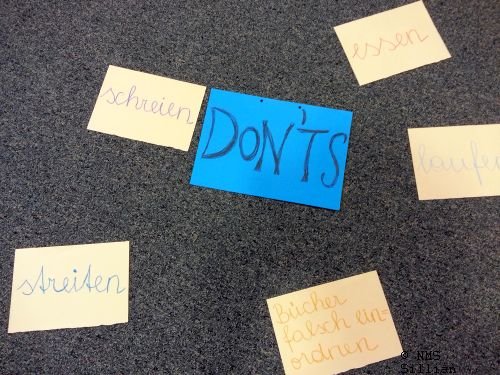 essen
schreien
DON'TS
laufen
streiten
Bücher
falsch ein=
ordnen
© NMS
Sillian